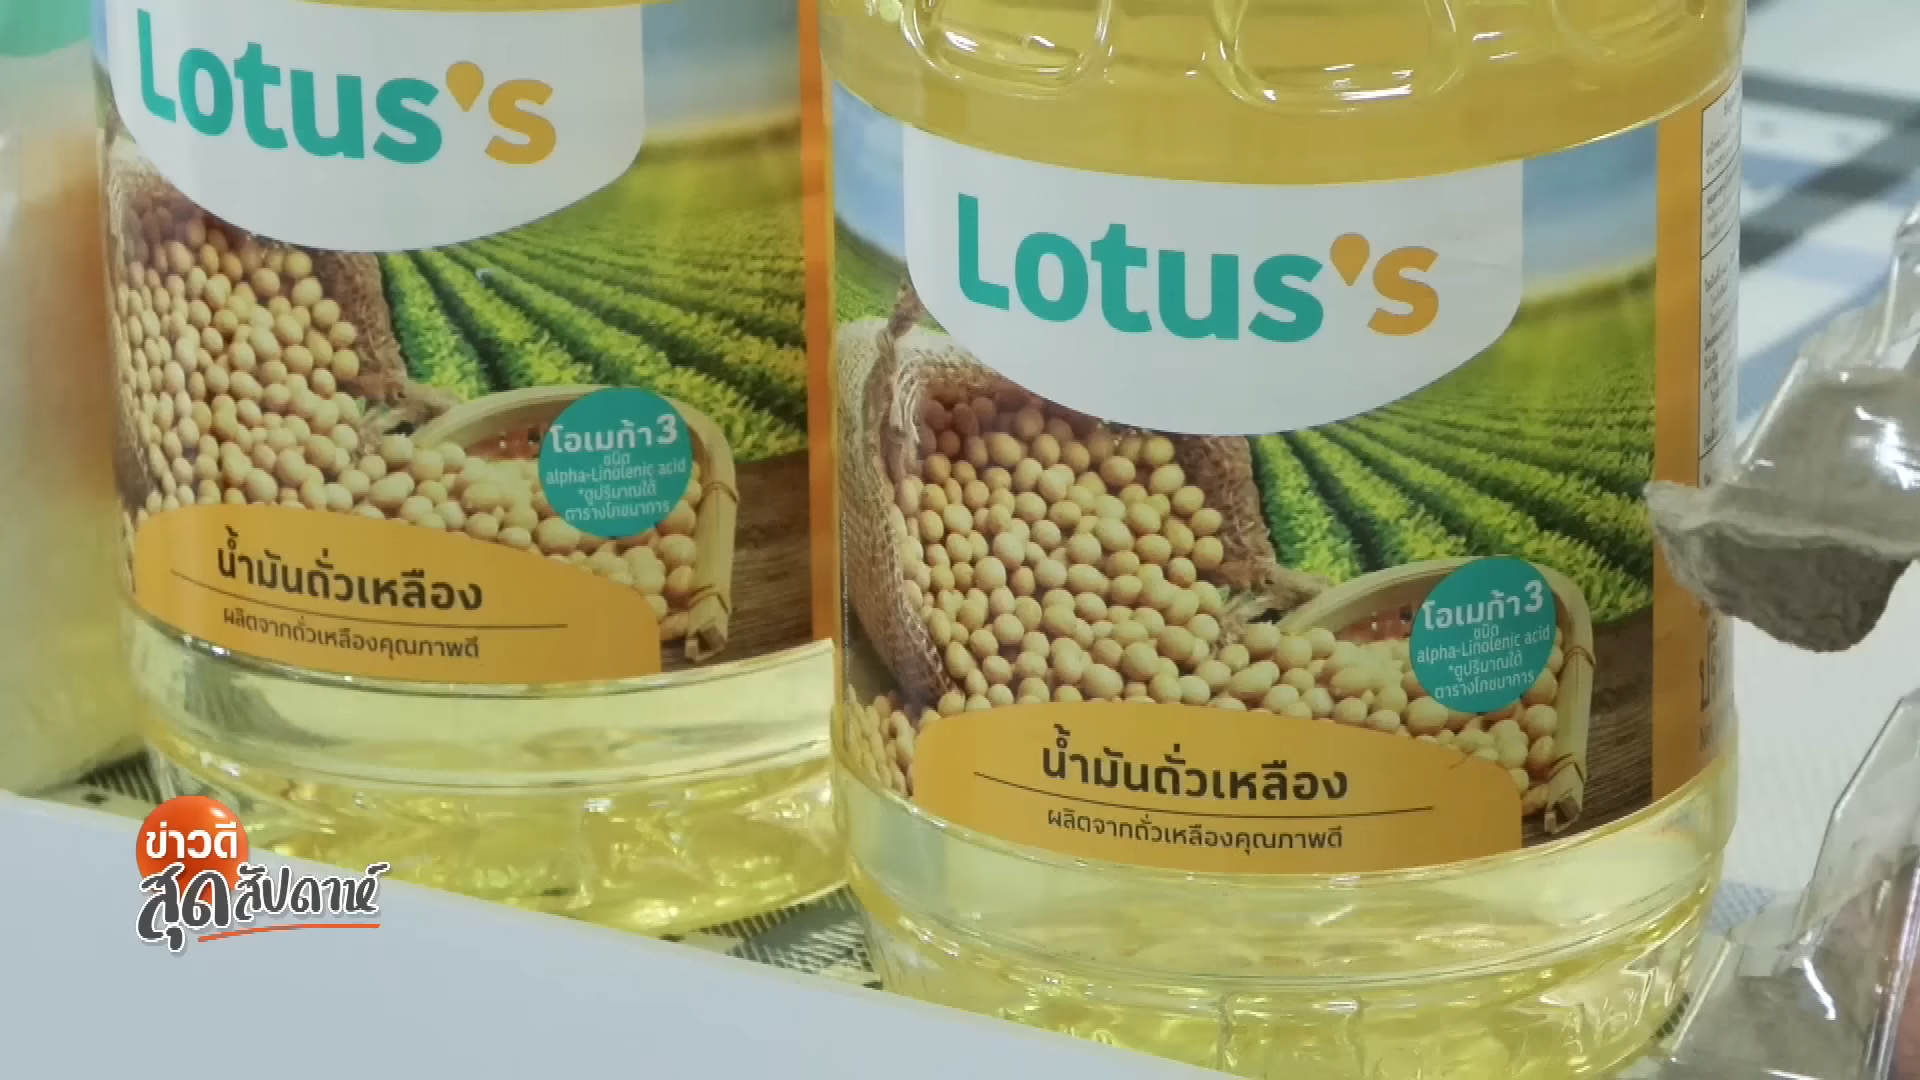 Lotus's
โอเมก้า 3
ชนิด
alpha-Linolenic acid
*ดูปริมาณได้
ตารางโภชนาการ
น้ำมันถั่วเหลือง
ผลิตจากถั่วเหลืองคุณภาพดี
Lotus's
โอเมก้า 3
ชนิด
alpha-Linolenic acid
*ดูปริมาณได้
ตารางโภชนาการ
น้ำมันถั่วเหลือง
ผลิตจากถั่วเหลืองคุณภาพดี
ข่าวดี
สุดสัปดาห์